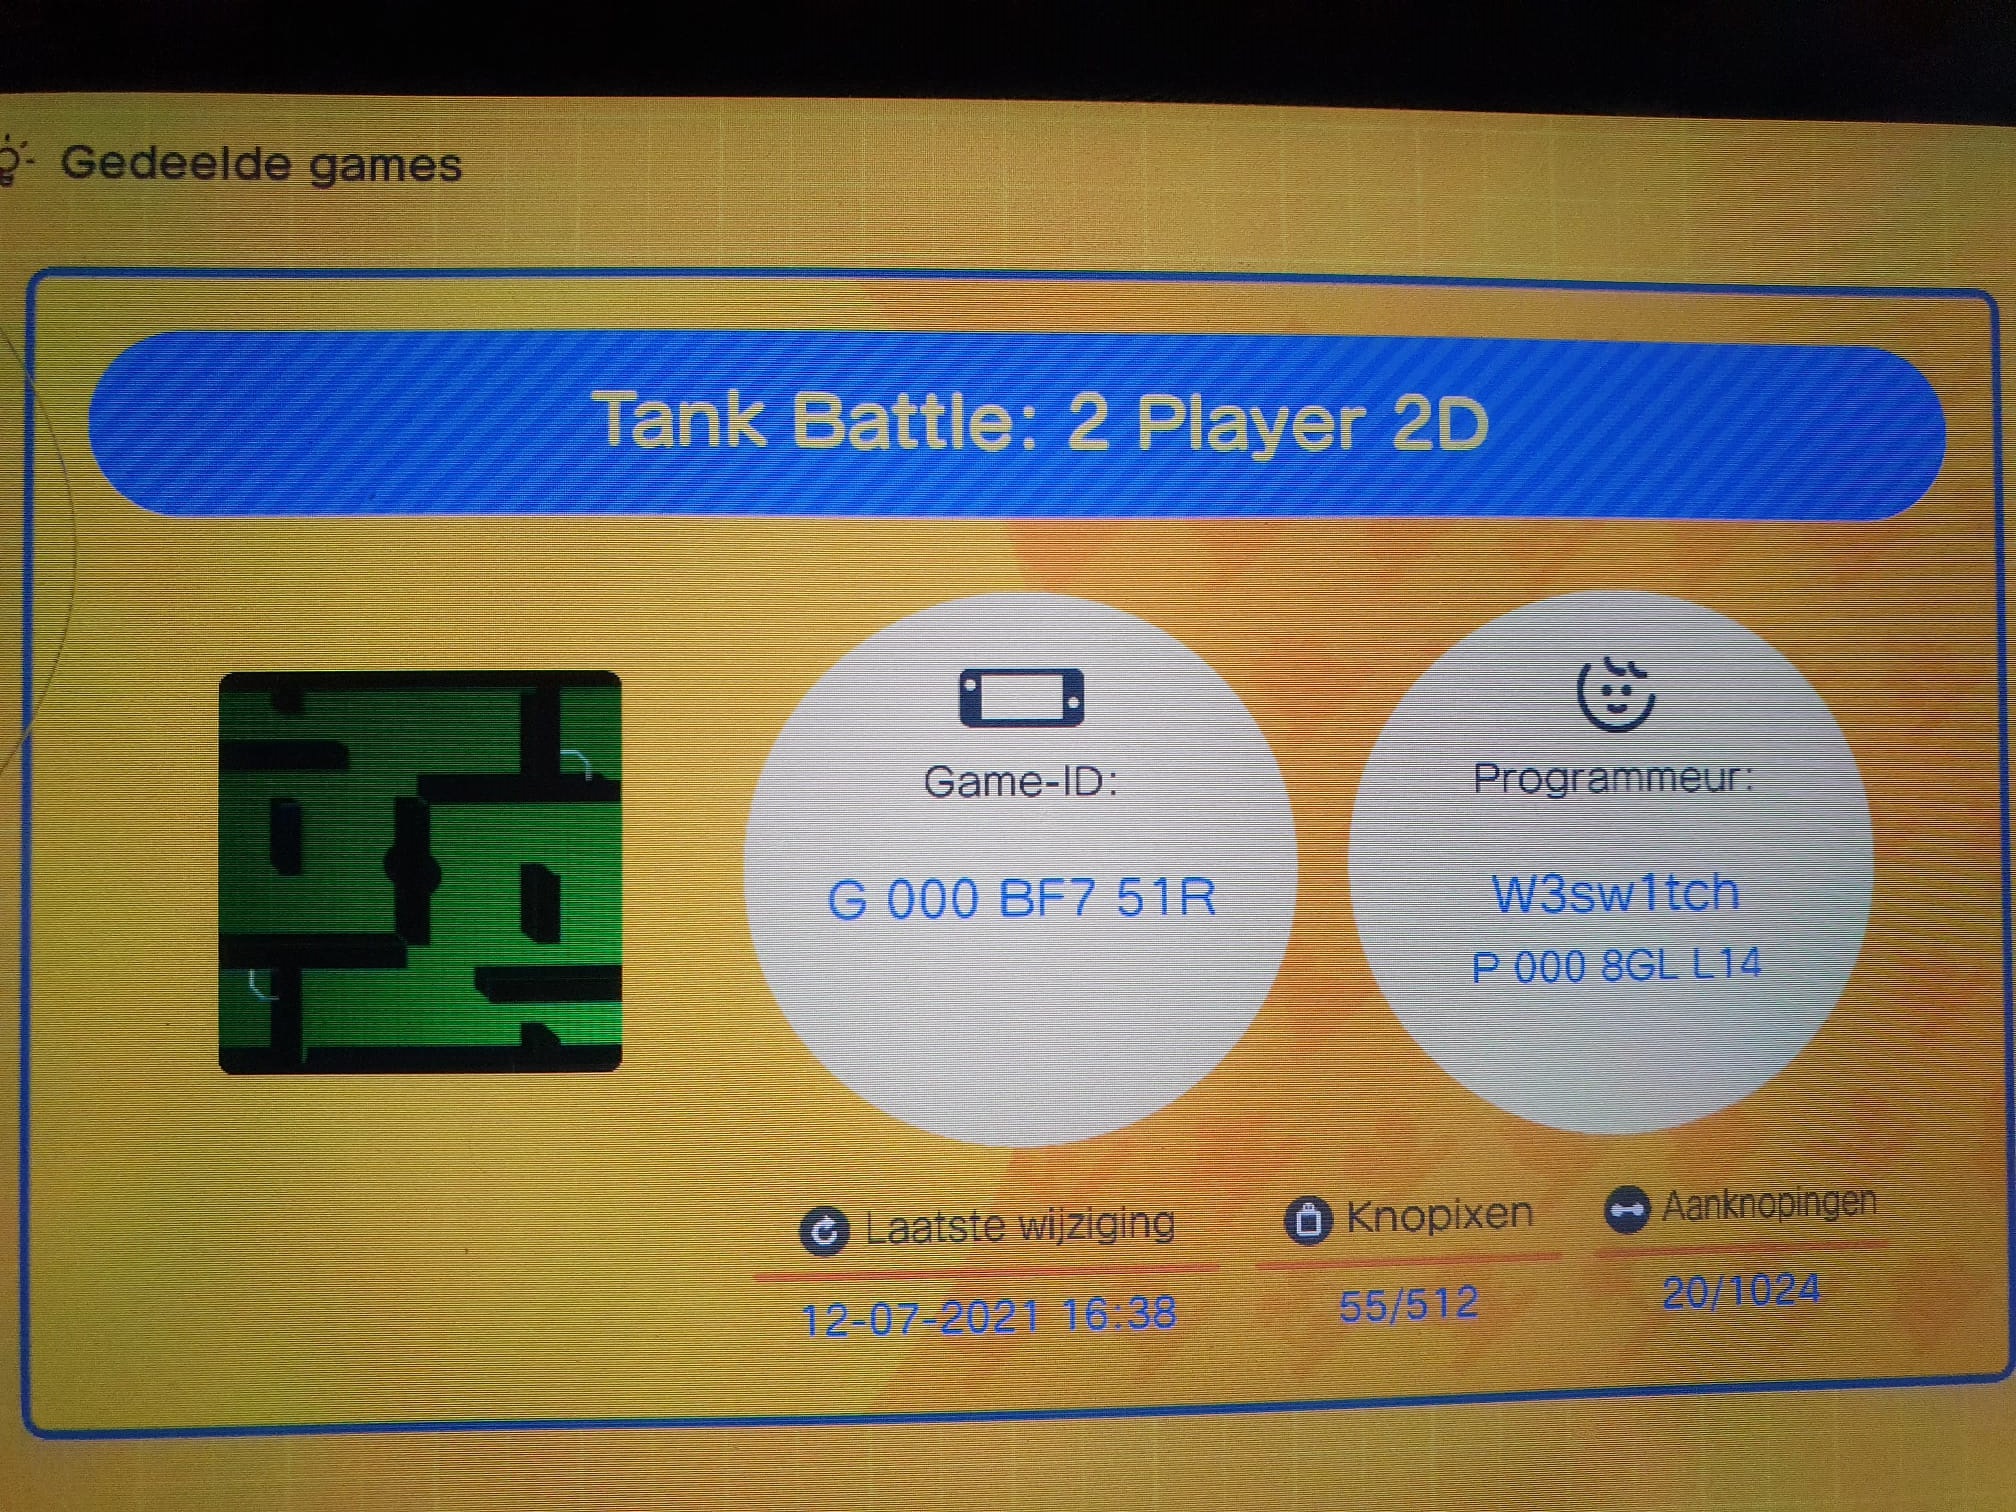 Gedeelde games
Tank Battle: 2 Player 2D
Game-ID:
G 000 BF7 51R
Programmeur:
W3sw1tch
P 000 8GL L14
Laatste wijziging
12-07-2021 16:38
Knopixen
55/512
Aanknopingen
20/1024